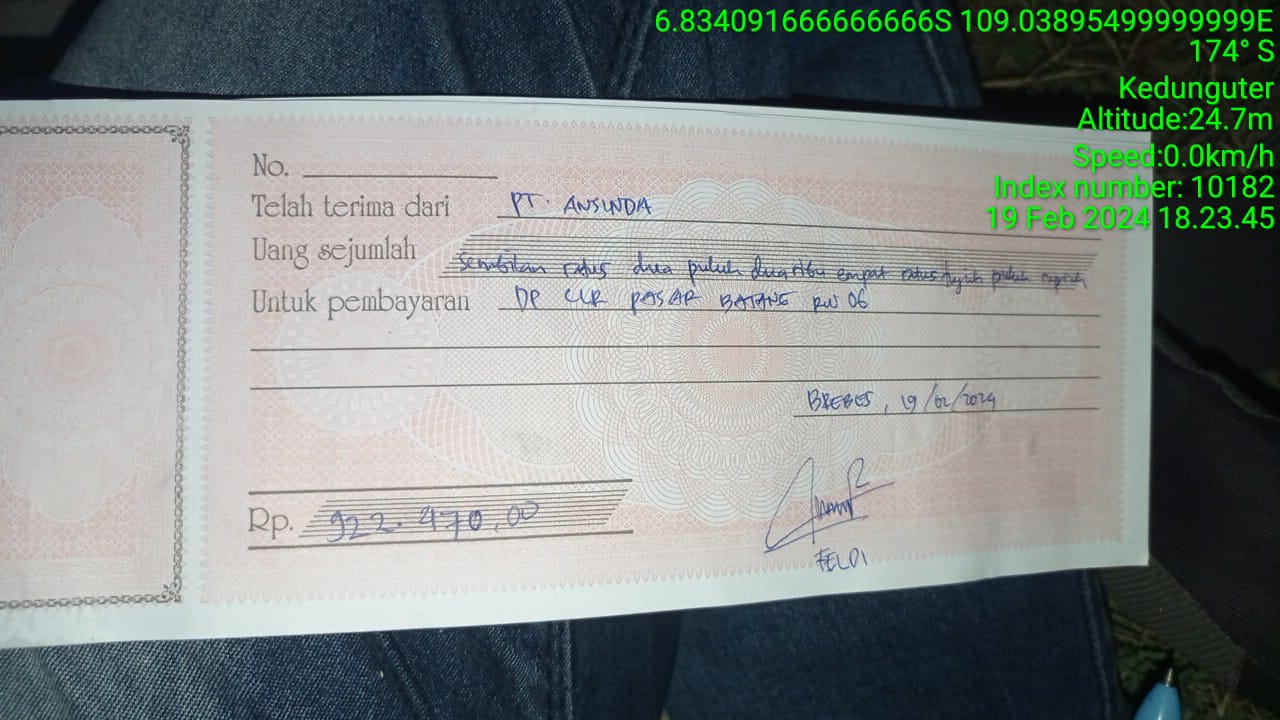 6.834091666666666S 109.03895499999999E
174° S
Kedunguter
Altitude:24.7m
Speed:0.0km/h
Index number: 10182
19 Feb 2024 18.23.45
No.
Telah terima dari PT. ANSINDA
Uang sejumlah Sembilan ratus dua puluh dua ribu empat ratus tujuh puluh rupiah
Untuk pembayaran DP CCR PASAR BATANG RW 06
BREBES, 19/02/2024
Rp. 922.470,00
FELDI